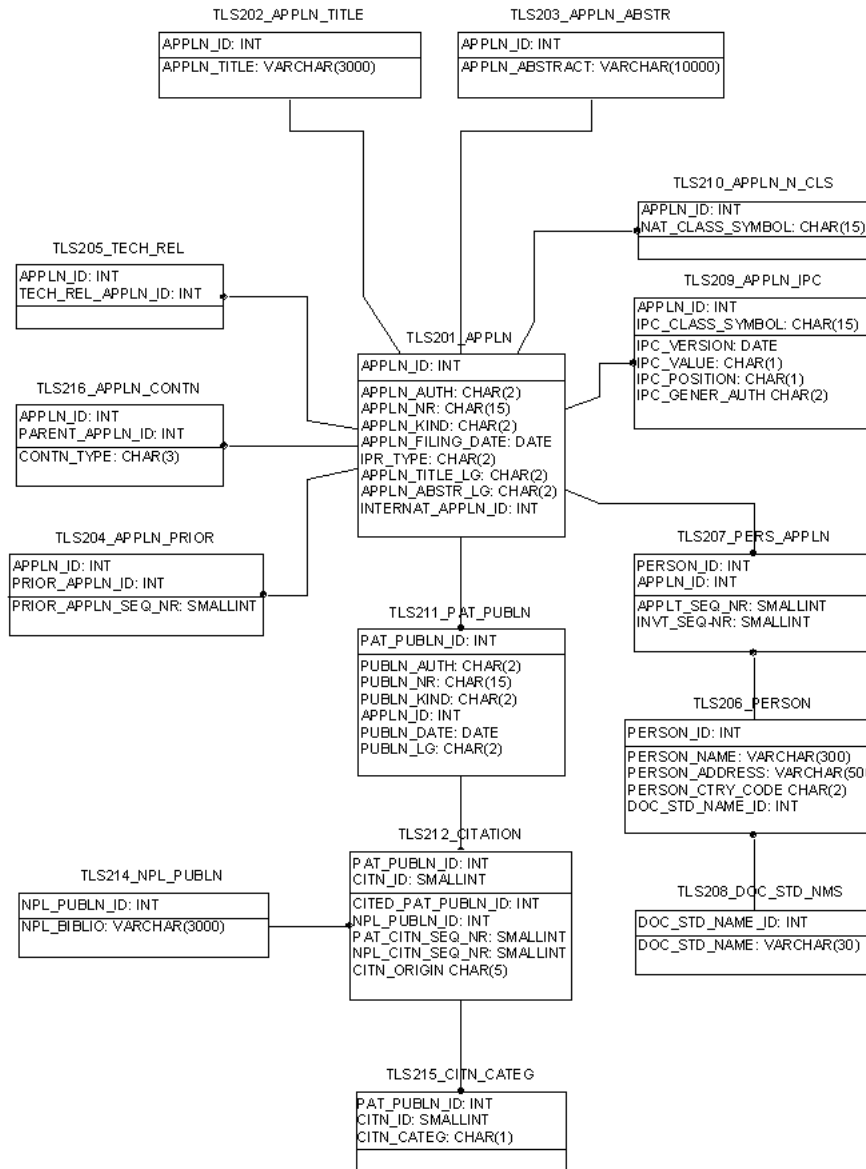 TLS202_APPLN_TITLE
APPLN_ID: INT
APPLN_TITLE: VARCHAR(3000)
TLS203_APPLN_ABSTR
APPLN_ID: INT
APPLN_ABSTRACT: VARCHAR(10000)
TLS210_APPLN_N_CLS
APPLN_ID: INT
NAT_CLASS_SYMBOL: CHAR(15)
TLS205_TECH_REL
APPLN_ID: INT
TECH_REL_APPLN_ID: INT
TLS209_APPLN_IPC
APPLN_ID: INT
IPC_CLASS_SYMBOL: CHAR(15)
IPC_VERSION: DATE
IPC_VALUE: CHAR(1)
IPC_POSITION: CHAR(1)
IPC_GENER_AUTH CHAR(2)
TLS201_APPLN
APPLN_ID: INT
APPLN_AUTH: CHAR(2)
APPLN_NR: CHAR(15)
APPLN_KIND: CHAR(2)
APPLN_FILING_DATE: DATE
IPR_TYPE: CHAR(2)
APPLN_TITLE_LG: CHAR(2)
APPLN_ABSTR_LG: CHAR(2)
INTERNAT_APPLN_ID: INT
TLS216_APPLN_CONTN
APPLN_ID: INT
PARENT_APPLN_ID: INT
CONTN_TYPE: CHAR(3)
TLS204_APPLN_PRIOR
APPLN_ID: INT
PRIOR_APPLN_ID: INT
PRIOR_APPLN_SEQ_NR: SMALLINT
TLS207_PERS_APPLN
PERSON_ID: INT
APPLN_ID: INT
APPLT_SEQ_NR: SMALLINT
INVT_SEQ-NR: SMALLINT
TLS211_PAT_PUBLN
PAT_PUBLN_ID: INT
PUBLN_AUTH: CHAR(2)
PUBLN_NR: CHAR(15)
PUBLN_KIND: CHAR(2)
APPLN_ID: INT
PUBLN_DATE: DATE
PUBLN_LG: CHAR(2)
TLS206_PERSON
PERSON_ID: INT
PERSON_NAME: VARCHAR(300)
PERSON_ADDRESS: VARCHAR(50
PERSON_CTRY_CODE CHAR(2)
DOC_STD_NAME_ID: INT
TLS212_CITATION
PAT_PUBLN_ID: INT
CITN_ID: SMALLINT
CITED_PAT_PUBLN_ID: INT
NPL_PUBLN_ID: INT
PAT_CITN_SEQ_NR: SMALLINT
NPL_CITN_SEQ_NR: SMALLINT
CITN_ORIGIN CHAR(5)
TLS214_NPL_PUBLN
NPL_PUBLN_ID: INT
NPL_BIBLIO: VARCHAR(3000)
TLS208_DOC_STD_NMS
DOC_STD_NAME_ID: INT
DOC_STD_NAME: VARCHAR(30)
TLS215_CITN_CATEG
PAT_PUBLN_ID: INT
CITN_ID: SMALLINT
CITN_CATEG: CHAR(1)